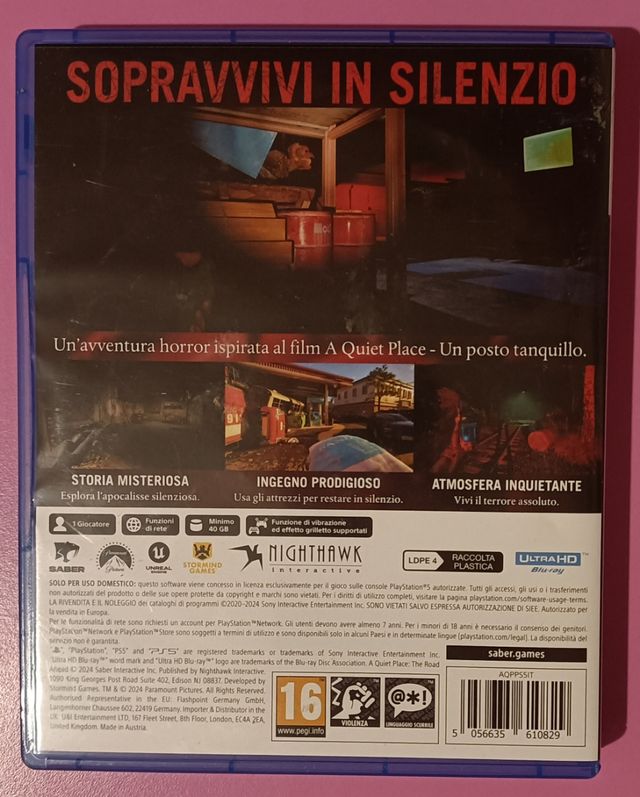 SOPRAVVIVI IN SILENZIO
Un'avventura horror ispirata al film A Quiet Place - Un posto tanquillo.
911
STORIA MISTERIOSA
Esplora l'apocalisse silenziosa.
INGEGNO PRODIGIOSO
Usa gli attrezzi per restare in silenzio.
ATMOSFERA INQUIETANTE
Vivi il terrore assoluto.
1 Giocatore
Funzioni
di rete
Minimo
40 GB
Funzione di vibrazione
ed effetto grilletto supportati
SABER
Paramount
UNREAL
ENGINE
STORMIND
GAMES
NIGHTHAWK
interactive
LDPE 4
RACCOLTA
PLASTICA
ULTRA HD
Blu-ray
SOLO PER USO DOMESTICO: questo software viene concesso in licenza esclusivamente per il gioco sulle console PlayStation®5 autorizzate. Tutti gli accessi, gli usi o i trasferimenti
non autorizzati del prodotto o delle sue opere protette da copyright e marchi sono vietati. Per i diritti di utilizzo completi, visitare la pagina playstation.com/software-usage-terms.
LA RIVENDITA E IL NOLEGGIO dei cataloghi di programmi ©2020–2024 Sony Interactive Entertainment Inc. SONO VIETATI SALVO ESPRESSA AUTORIZZAZIONE DI SIEE. Autorizzato per
la vendita in Europa.
Per le funzionalità di rete sono richiesti un account per PlayStation™Network. Gli utenti devono avere almeno 7 anni. Per i minori di 18 anni è necessario il consenso dei genitori.
PlayStation™Network e PlayStation™Store sono soggetti a termini di utilizzo e sono disponibili solo in alcuni Paesi e in determinate lingue (playstation.com/legal). La disponibilità del
servizio non è garantita.
"PlayStation", "PS5" and "PS5" are registered trademarks or trademarks of Sony Interactive Entertainment Inc.
"Ultra HD Blu-ray™" word mark and "Ultra HD Blu-ray™" logo are trademarks of the Blu-ray Disc Association. A Quiet Place: The Road
Ahead © 2024 Saber Interactive Inc. Published by Nighthawk Interactive,
1090 King Georges Post Road Suite 402, Edison NJ 08837. Developed by
Stormind Games. TM & © 2024 Paramount Pictures. All Rights Reserved.
Authorised Representative in the EU: Flashpoint Germany GmbH,
Langenhorner Chaussee 602, 22419 Germany. Importer & Distributor in the
UK: U&I Entertainment LTD, 167 Fleet Street, 8th Floor, London, EC4A 2EA,
United Kingdom. Made in Austria.
16
www.pegi.info
VIOLENZA
@*!
LINGUAGGIO SCURRILE
saber.games
AQPPS5IT
5 056635 610829